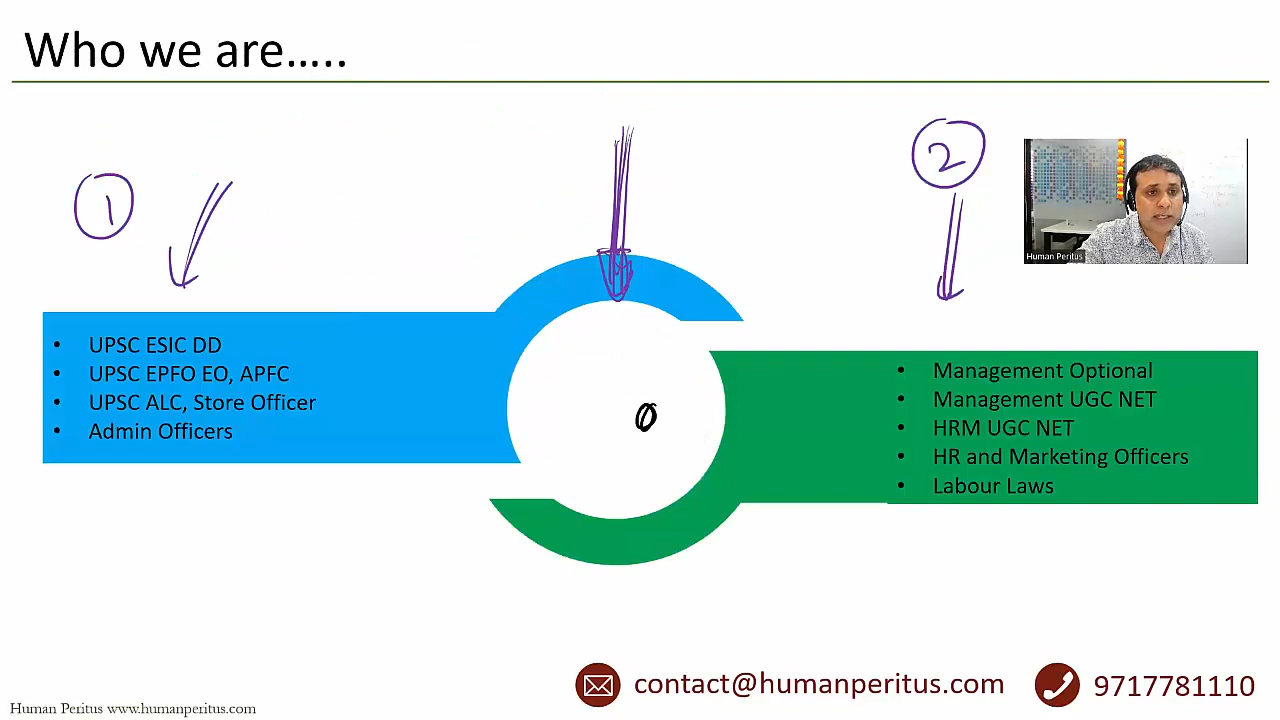 Who we are.....
1
2
Human Peritus
• UPSC ESIC DD
• UPSC EPFO EO, APFC
• UPSC ALC, Store Officer
• Admin Officers
• Management Optional
• Management UGC NET
• HRM UGC NET
• HR and Marketing Officers
• Labour Laws
contact@humanperitus.com
9717781110
Human Peritus www.humanperitus.com